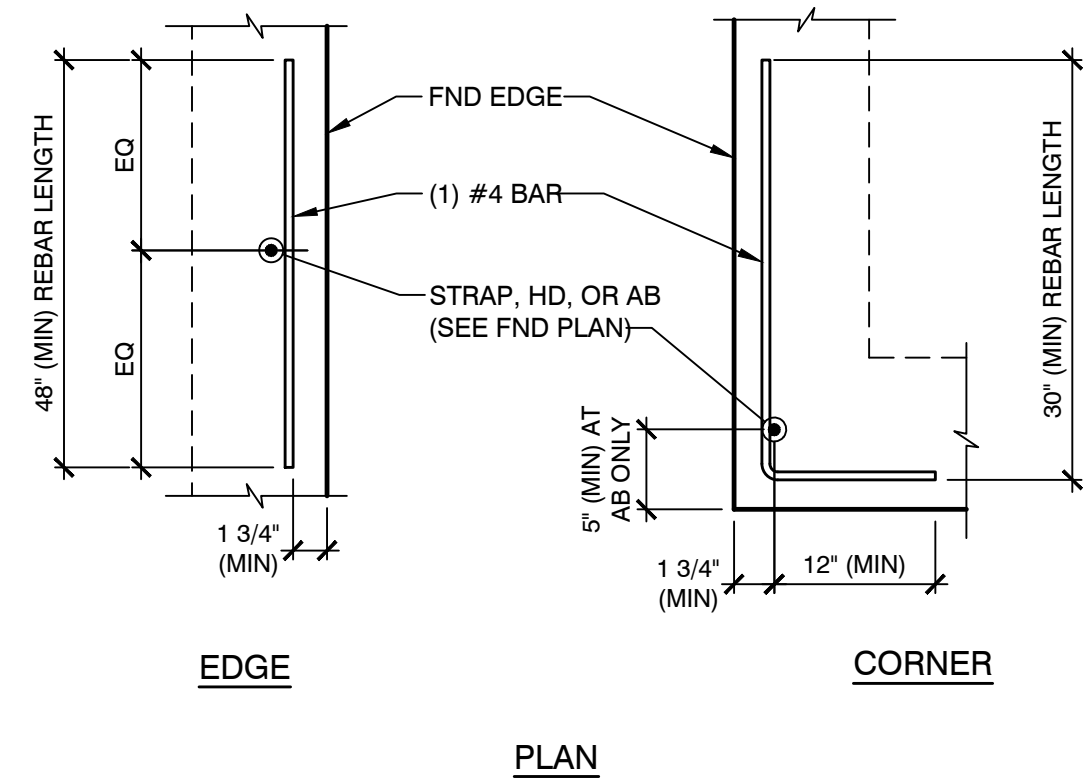 FND EDGE
(1) #4 BAR
STRAP, HD, OR AB
(SEE FND PLAN)
48" (MIN) REBAR LENGTH
EQ
EQ
1 3/4"
(MIN)
EDGE
30" (MIN) REBAR LENGTH
5" (MIN) AT
AB ONLY
1 3/4"
(MIN)
12" (MIN)
CORNER
PLAN